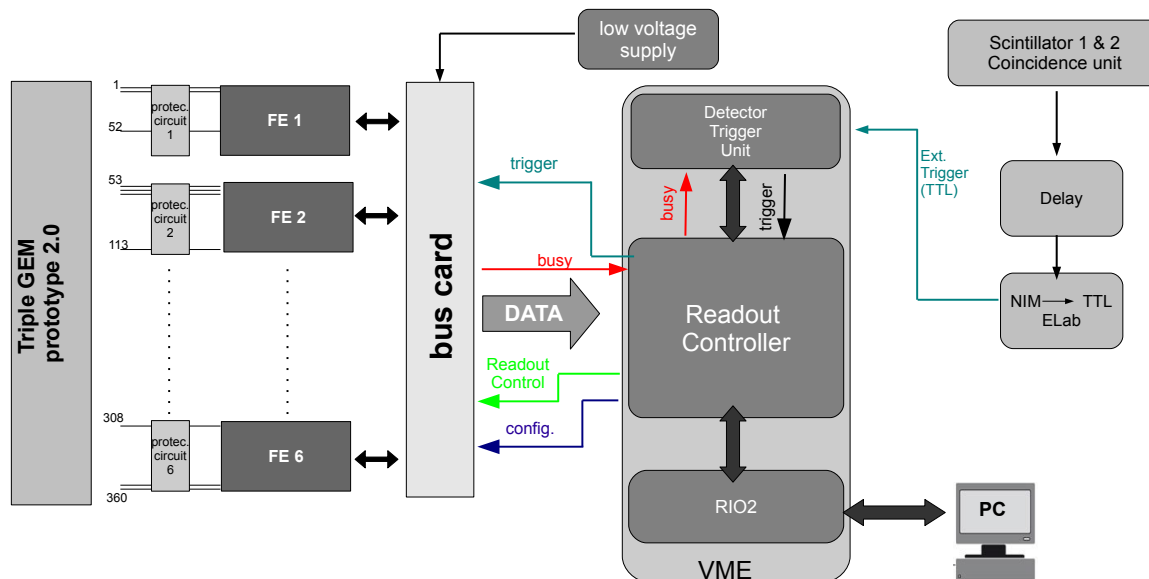 low voltage
supply
Scintillator 1 & 2
Coincidence unit
Triple GEM
prototype 2.0
1
52
protec.
circuit
1
FE 1
53
113
protec.
circuit
2
FE 2
308
360
protec.
circuit
6
FE 6
bus card
trigger
busy
DATA
Readout
Control
config.
Detector
Trigger
Unit
busy
trigger
Readout
Controller
RIO2
VME
Ext.
Trigger
(TTL)
Delay
NIM TTL
ELab
PC